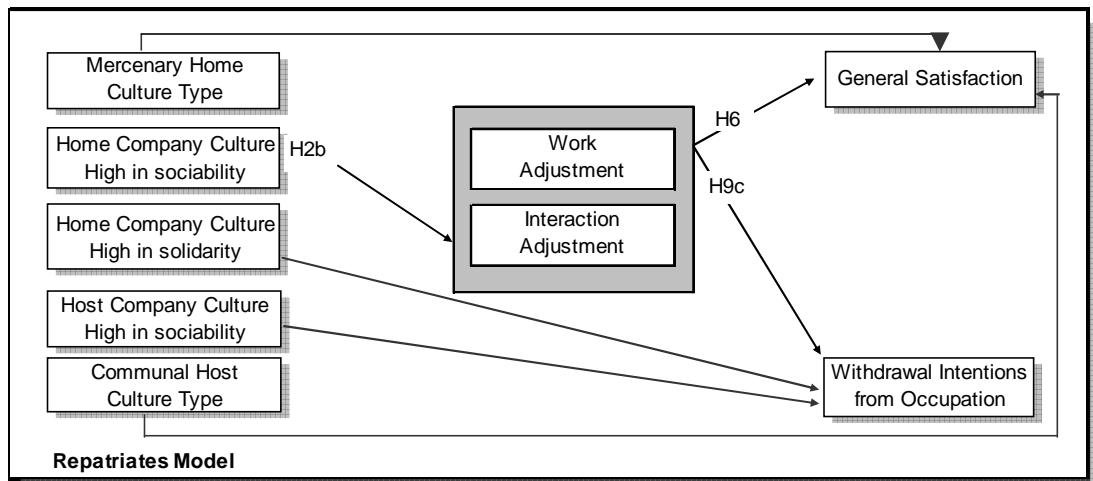 Mercenary Home
Culture Type
Home Company Culture
High in sociability
Home Company Culture
High in solidarity
Host Company Culture
High in sociability
Communal Host
Culture Type
H2b
Work
Adjustment
Interaction
Adjustment
H6
H9c
General Satisfaction
Withdrawal Intentions
from Occupation
Repatriates Model